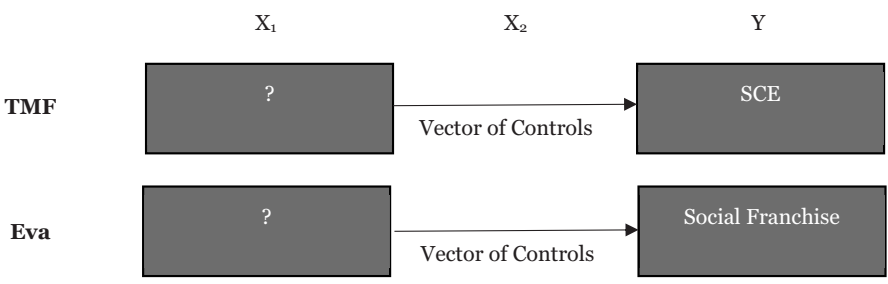 X₁ X₂ Y
TMF ? SCE
Vector of Controls
Eva ? Social Franchise
Vector of Controls